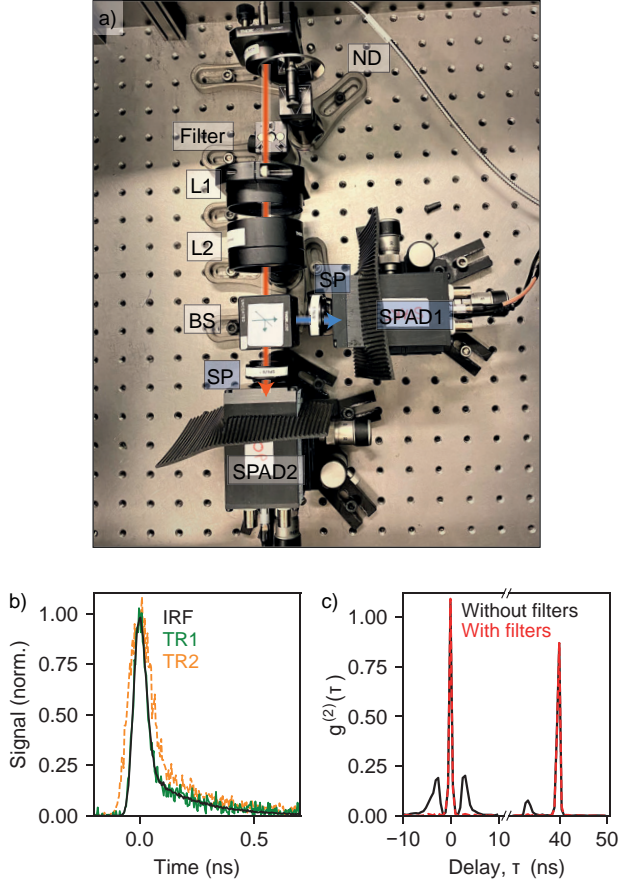 a)
ND
Filter
L1
L2
SP
BS
SPAD1
SP
SPAD2
b)
1.00
0.75
0.50
0.25
0.00
Signal (norm.)
IRF
TR1
TR2
0.0
0.5
Time (ns)
c)
1.00
0.75
0.50
0.25
0.00
g(2)(τ)
Without filters
With filters
−10
0
10
40
50
Delay, τ (ns)